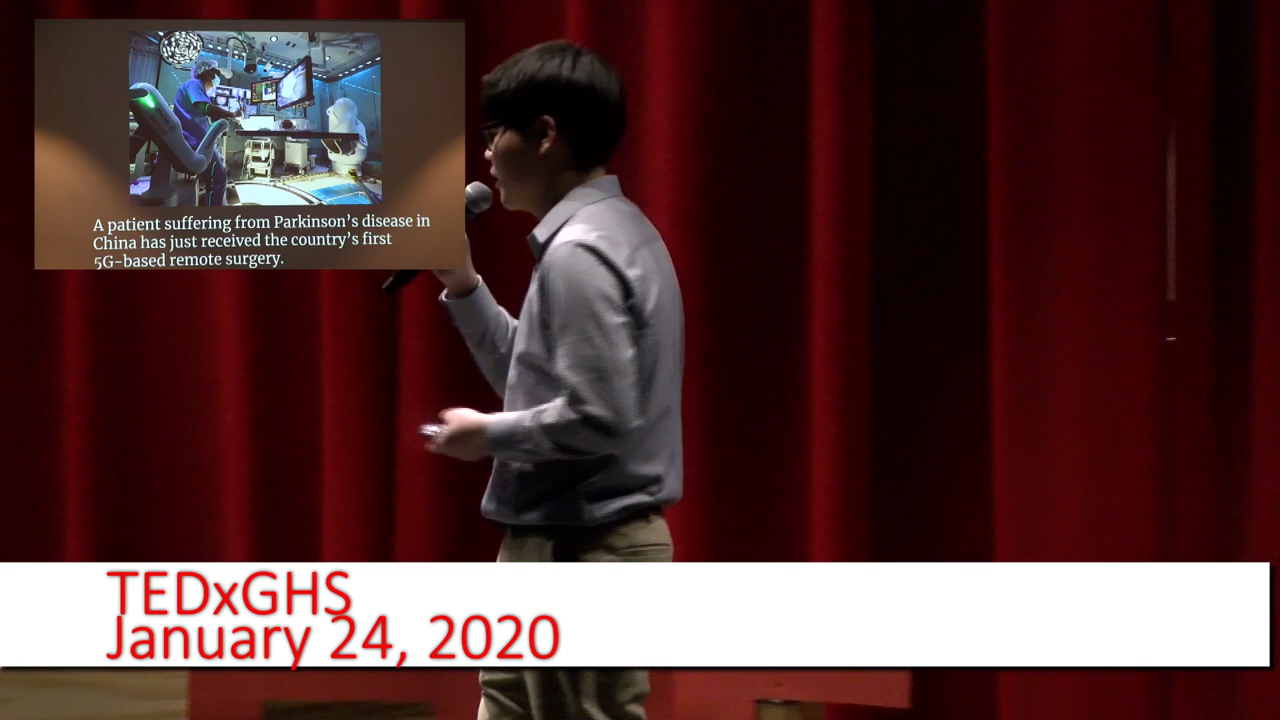 A patient suffering from Parkinson's disease in
China has just received the country's first
5G-based remote surgery.
TEDxGHS
January 24, 2020